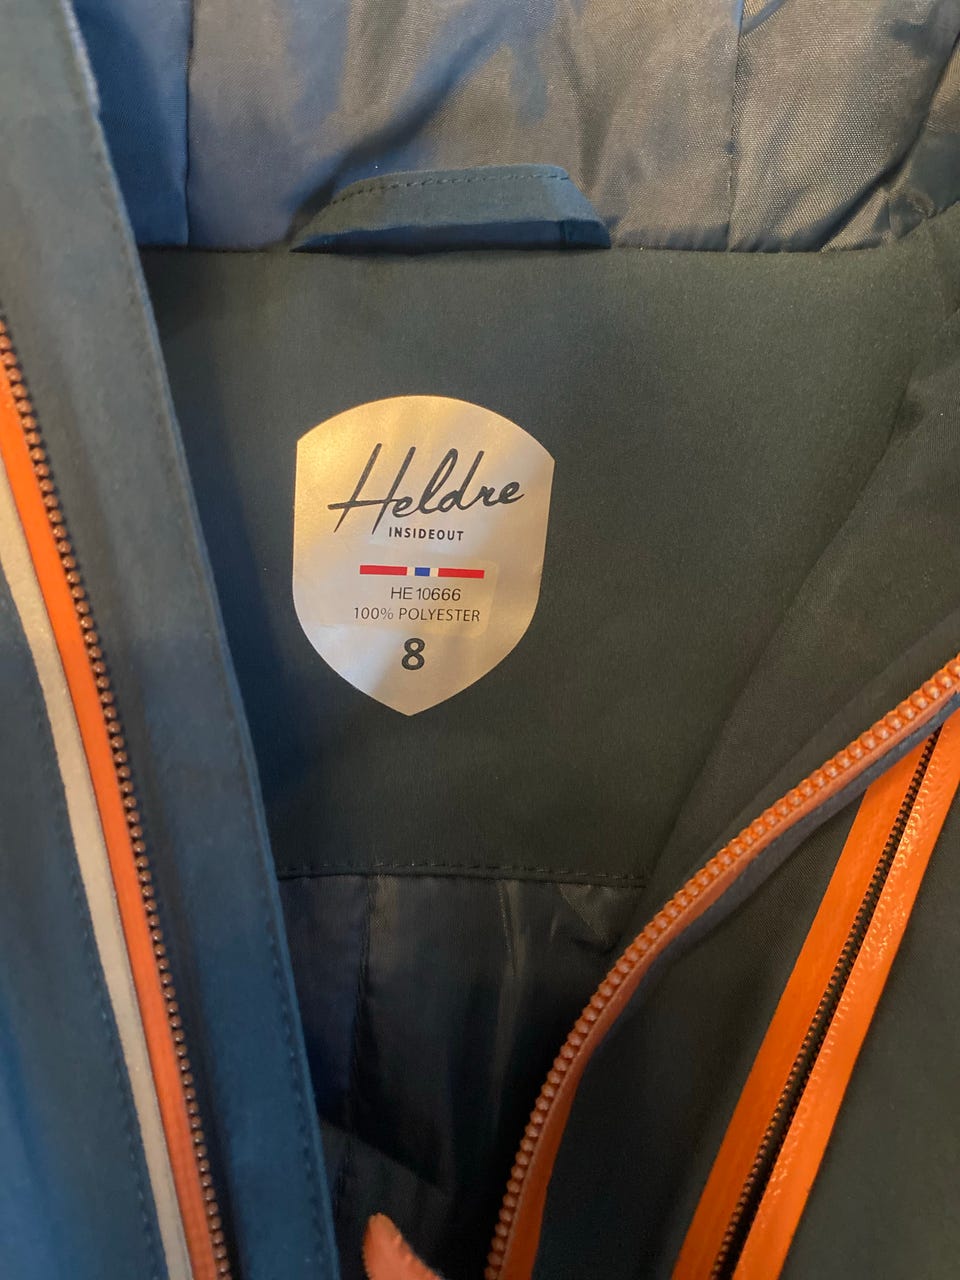 Heldre
INSIDEOUT
HE 10666
100% POLYESTER
8